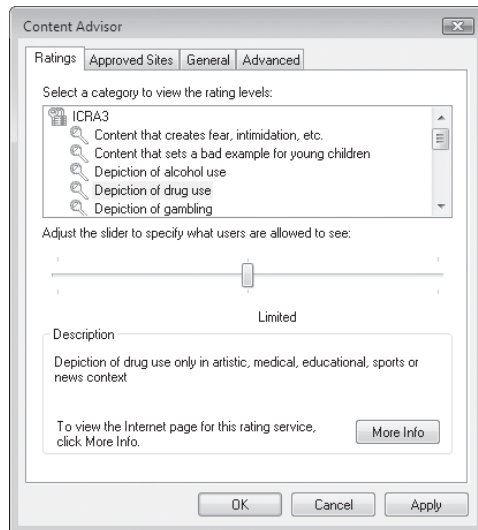 Content Advisor
Ratings
Approved Sites
General
Advanced
Select a category to view the rating levels:
ICRA3
Content that creates fear, intimidation, etc.
Content that sets a bad example for young children
Depiction of alcohol use
Depiction of drug use
Depiction of gambling
Adjust the slider to specify what users are allowed to see:
Limited
Description
Depiction of drug use only in artistic, medical, educational, sports or
news context
To view the Internet page for this rating service,
click More Info.
More Info
OK
Cancel
Apply